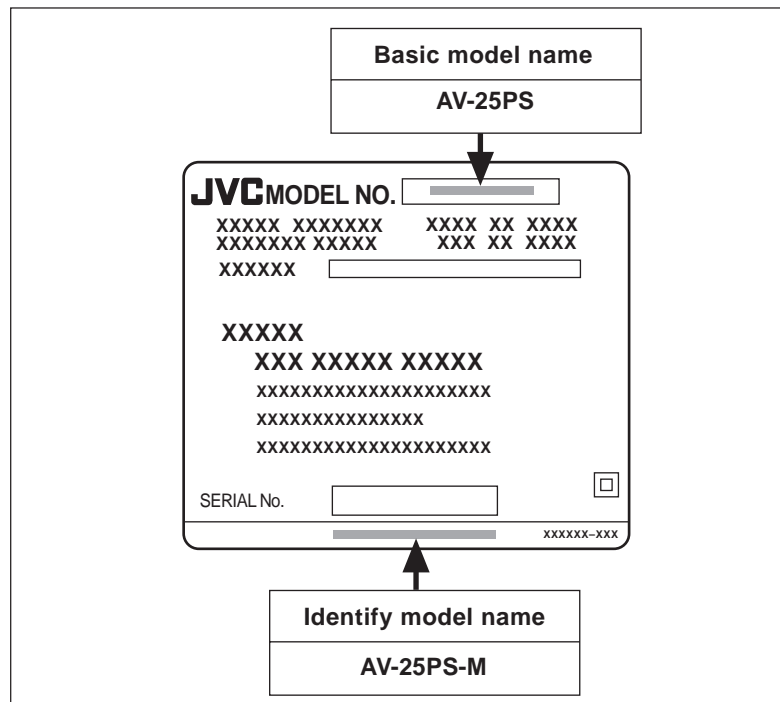 Basic model name
AV-25PS
JVC MODEL NO.
XXXXX XXXXXXX XXXX XX XXXX
XXXXXXX XXXXX XXX XX XXXX
XXXXXX
XXXXX
XXX XXXXX XXXXX
XXXXXXXXXXXXXXXXXXXXX
XXXXXXXXXXXXXXX
XXXXXXXXXXXXXXXXXXXXX
SERIAL No.
XXXXXX–XXX
Identify model name
AV-25PS-M